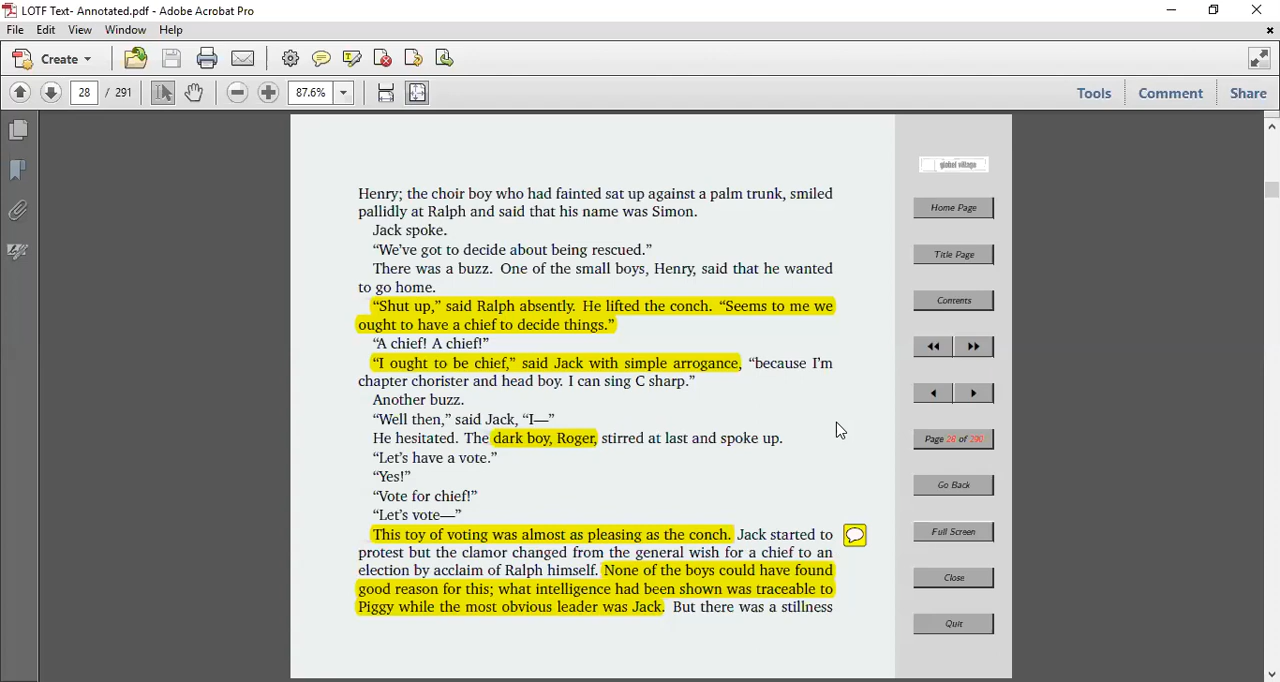 LOTF Text- Annotated.pdf - Adobe Acrobat Pro
File Edit View Window Help
Create
28 / 291 87.6% Tools Comment Share
global village
Henry; the choir boy who had fainted sat up against a palm trunk, smiled
pallidly at Ralph and said that his name was Simon.
Jack spoke.
“We’ve got to decide about being rescued.”
There was a buzz. One of the small boys, Henry, said that he wanted
to go home.
“Shut up,” said Ralph absently. He lifted the conch. “Seems to me we
ought to have a chief to decide things.”
“A chief! A chief!”
“I ought to be chief,” said Jack with simple arrogance, “because I’m
chapter chorister and head boy. I can sing C sharp.”
Another buzz.
“Well then,” said Jack, “I—”
He hesitated. The dark boy, Roger, stirred at last and spoke up.
“Let’s have a vote.”
“Yes!”
“Vote for chief!”
“Let’s vote—”
This toy of voting was almost as pleasing as the conch. Jack started to
protest but the clamor changed from the general wish for a chief to an
election by acclaim of Ralph himself. None of the boys could have found
good reason for this; what intelligence had been shown was traceable to
Piggy while the most obvious leader was Jack. But there was a stillness
Home Page
Title Page
Contents
Page 28 of 290
Go Back
Full Screen
Close
Quit